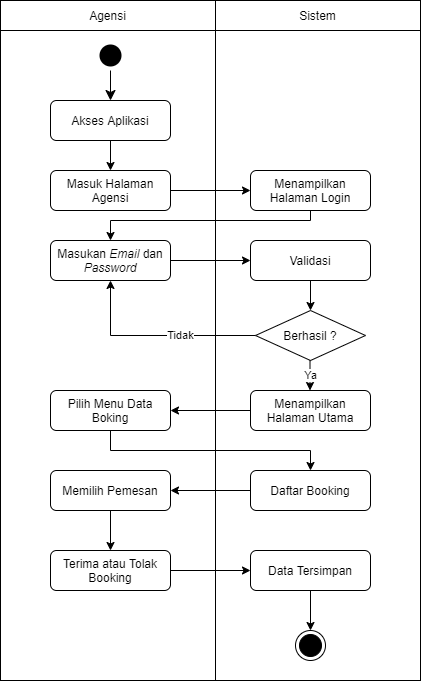 Agensi
Sistem
Akses Aplikasi
Masuk Halaman
Agensi
Menampilkan
Halaman Login
Masukan Email dan
Password
Validasi
Berhasil ?
Tidak
Ya
Menampilkan
Halaman Utama
Pilih Menu Data
Boking
Daftar Booking
Memilih Pemesan
Terima atau Tolak
Booking
Data Tersimpan